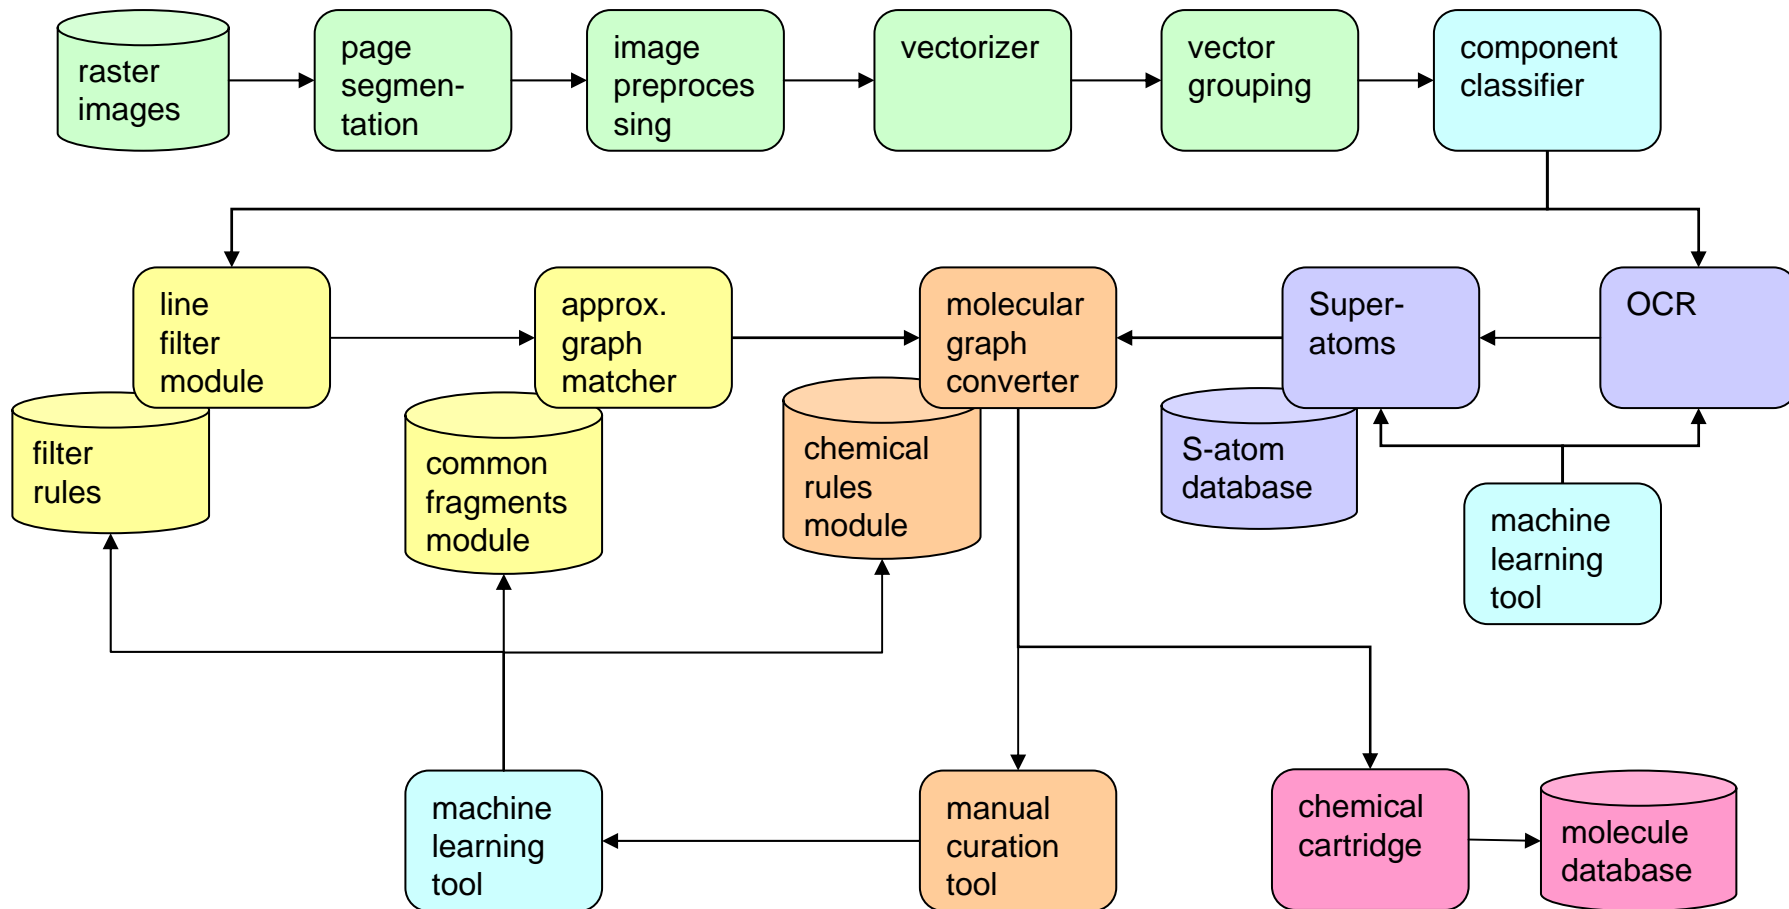 raster
images
page
segmen-
tation
image
preproces
sing
vectorizer
vector
grouping
component
classifier
line
filter
module
approx.
graph
matcher
molecular
graph
converter
Super-
atoms
OCR
filter
rules
common
fragments
module
chemical
rules
module
S-atom
database
machine
learning
tool
machine
learning
tool
manual
curation
tool
chemical
cartridge
molecule
database